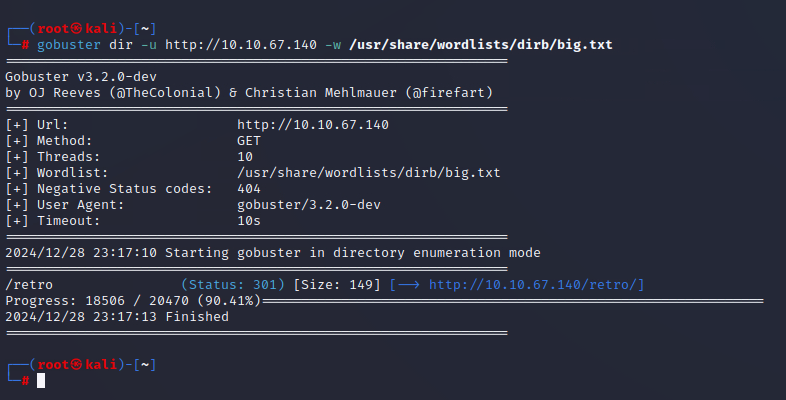 ┌──(root㉿kali)-[~]
└─# gobuster dir -u http://10.10.67.140 -w /usr/share/wordlists/dirb/big.txt
===============================================================
Gobuster v3.2.0-dev
by OJ Reeves (@TheColonial) & Christian Mehlmauer (@firefart)
===============================================================
[+] Url:                     http://10.10.67.140
[+] Method:                  GET
[+] Threads:                 10
[+] Wordlist:                /usr/share/wordlists/dirb/big.txt
[+] Negative Status codes:   404
[+] User Agent:              gobuster/3.2.0-dev
[+] Timeout:                 10s
===============================================================
2024/12/28 23:17:10 Starting gobuster in directory enumeration mode
===============================================================
/retro                (Status: 301) [Size: 149] [--> http://10.10.67.140/retro/]
Progress: 18506 / 20470 (90.41%)===============================================================
2024/12/28 23:17:13 Finished
===============================================================
┌──(root㉿kali)-[~]
└─#